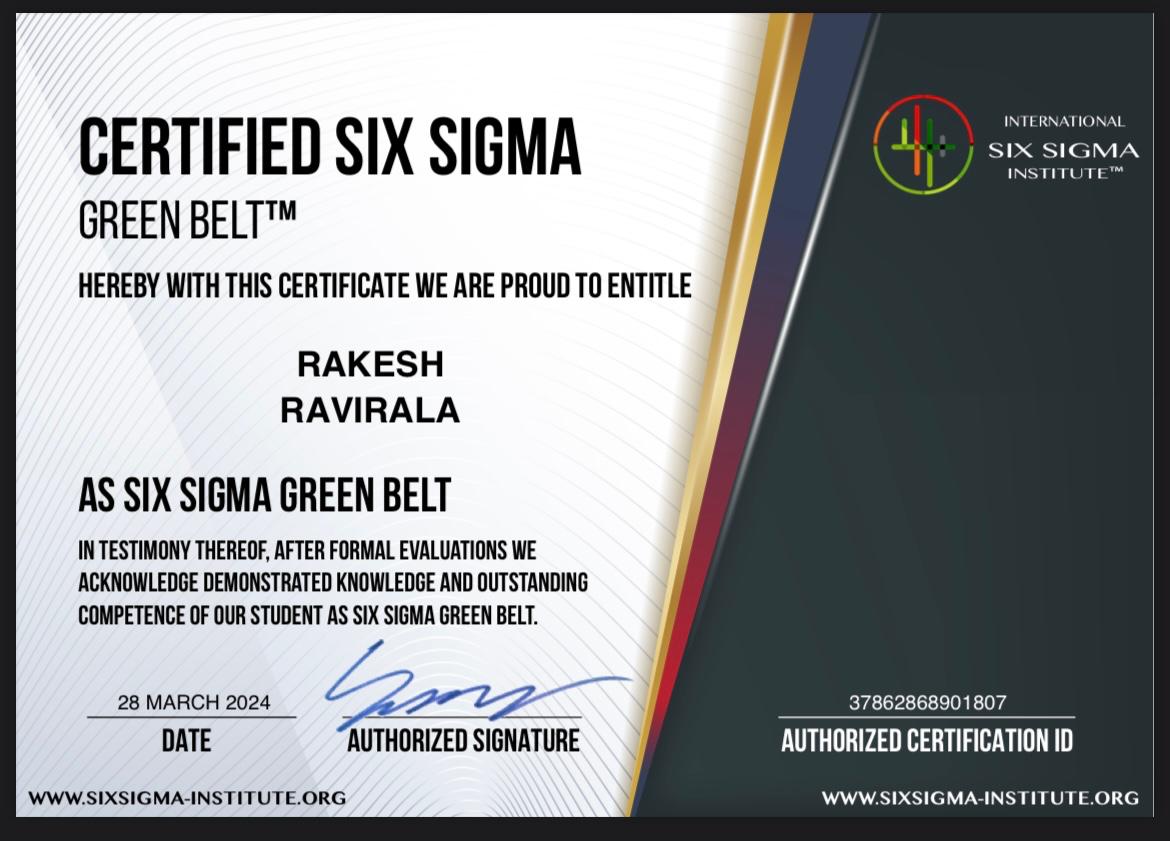 CERTIFIED SIX SIGMA
GREEN BELT™
HEREBY WITH THIS CERTIFICATE WE ARE PROUD TO ENTITLE
RAKESH
RAVIRALA
AS SIX SIGMA GREEN BELT
IN TESTIMONY THEREOF, AFTER FORMAL EVALUATIONS WE
ACKNOWLEDGE DEMONSTRATED KNOWLEDGE AND OUTSTANDING
COMPETENCE OF OUR STUDENT AS SIX SIGMA GREEN BELT.
28 MARCH 2024
DATE
AUTHORIZED SIGNATURE
WWW.SIXSIGMA-INSTITUTE.ORG
INTERNATIONAL
SIX SIGMA
INSTITUTE™
37862868901807
AUTHORIZED CERTIFICATION ID
WWW.SIXSIGMA-INSTITUTE.ORG